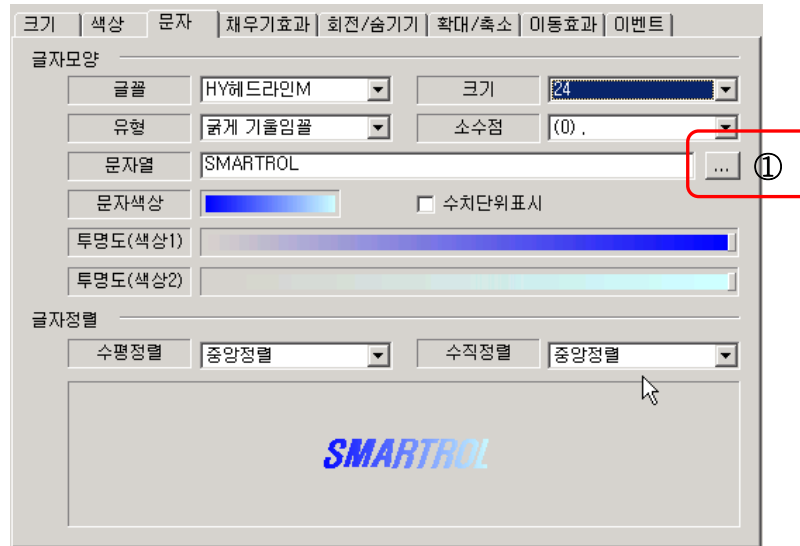 크기 색상 문자 채우기효과 회전/숨기기 확대/축소 이동효과 이벤트
글자모양
글꼴 HY헤드라인M 크기 24
유형 굵게 기울임꼴 소수점 (0) .
문자열 SMARTROL ... ①
문자색상 수치단위표시
투명도(색상1)
투명도(색상2)
글자정렬
수평정렬 중앙정렬 수직정렬 중앙정렬
SMARTROL